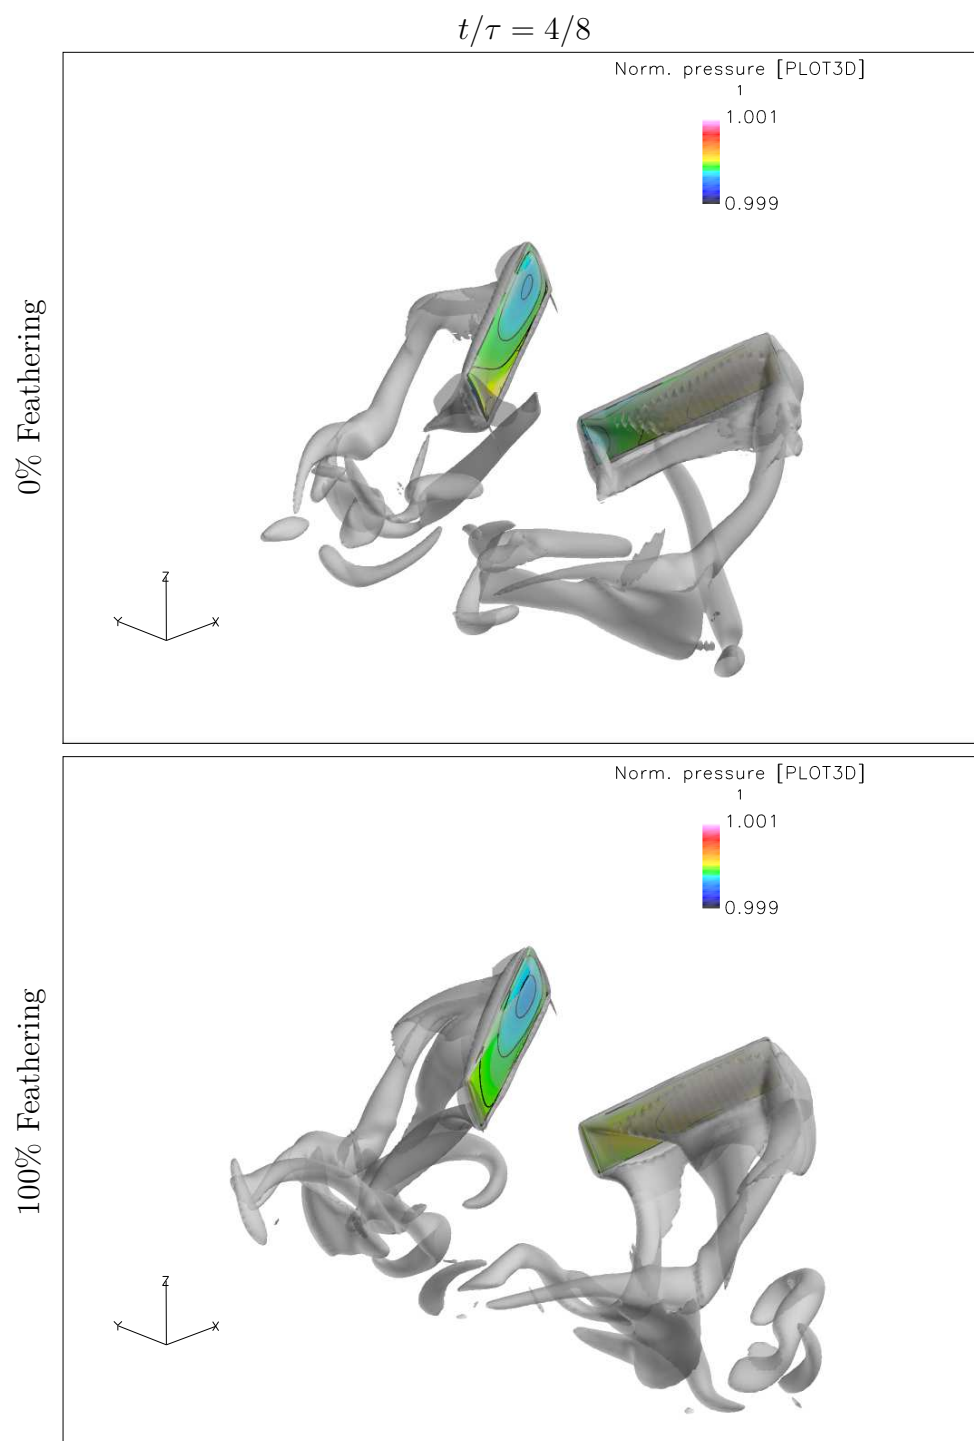 t/τ = 4/8
0% Feathering
Norm. pressure [PLOT3D]
1
1.001
0.999
Z
Y X
100% Feathering
Norm. pressure [PLOT3D]
1
1.001
0.999
Z
Y X